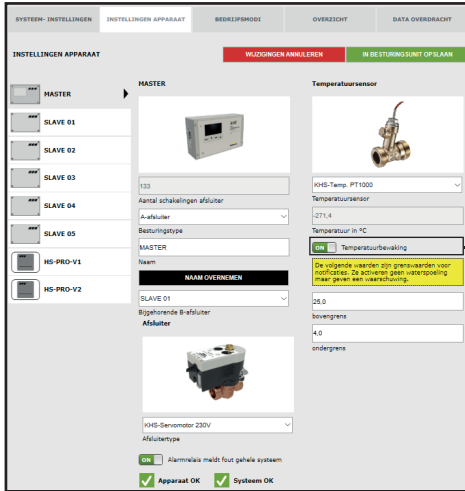 SYSTEEM- INSTELLINGEN
INSTELLINGEN APPARAAT
BEDRIJFSMODI
OVERZICHT
DATA OVERDRACHT
INSTELLINGEN APPARAAT
WIJZIGINGEN ANNULEREN
IN BESTURINGSUNIT OPSLAAN
MASTER
SLAVE 01
SLAVE 02
SLAVE 03
SLAVE 04
SLAVE 05
HS-PRO-V1
HS-PRO-V2
MASTER
133
Aantal schakelingen afsluiter
A-afsluiter
Besturingstype
MASTER
Naam
NAAM OVERNEMEN
SLAVE 01
Bijgehorende B-afsluiter
Afsluiter
KHS-Servomotor 230V
Afsluitertype
ON Alarmrelais meldt fout gehele systeem
Apparaat OK
Systeem OK
Temperatuursensor
KHS-Temp. PT1000
Temperatuursensor
-271,4
Temperatuur in °C
ON Temperatuurbewaking
De volgende waarden zijn grenswaarden voor
notificaties. Ze activeren geen waterspoeling
maar geven een waarschuwing.
25,0
bovengrens
4,0
ondergrens